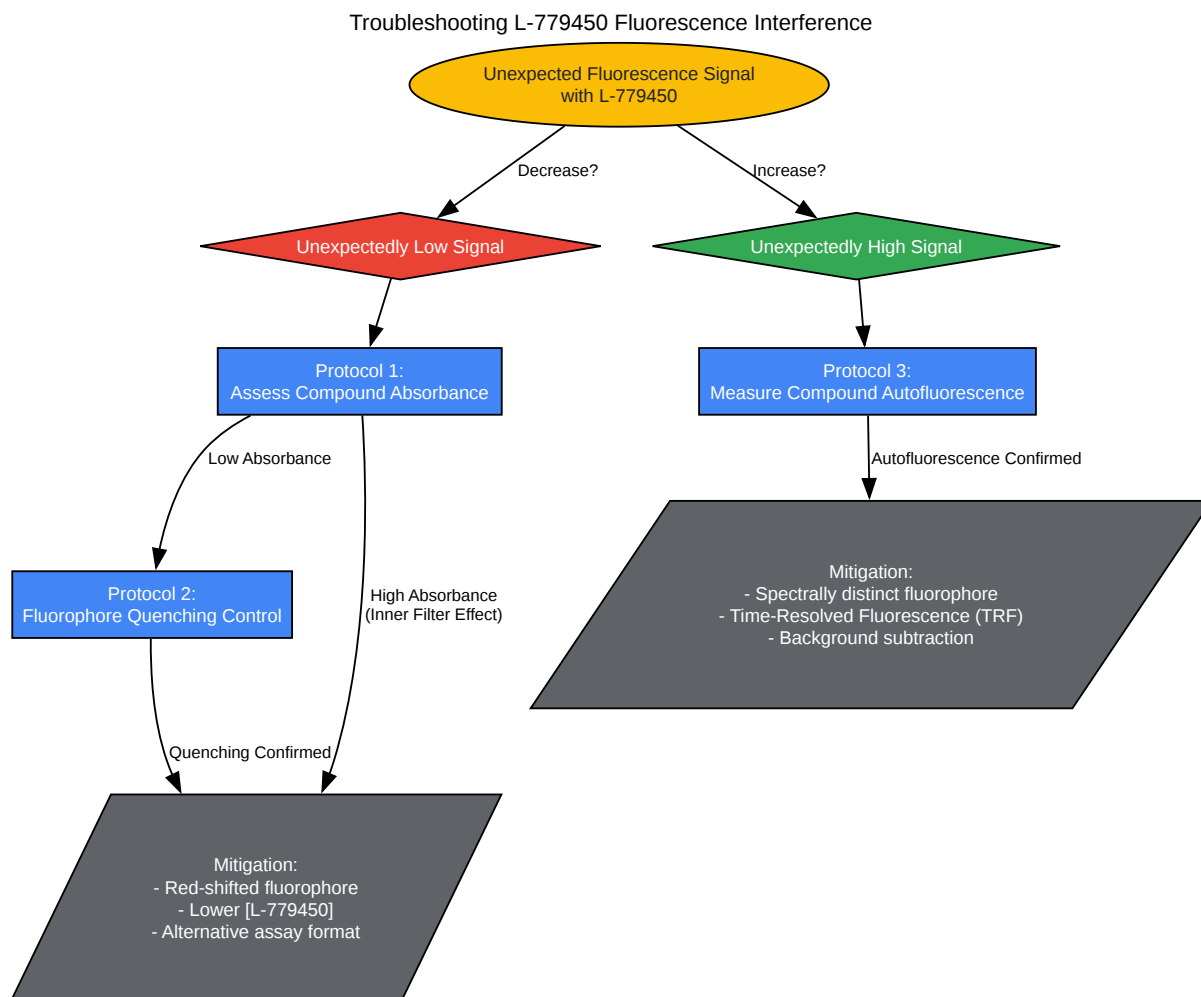 Troubleshooting L-779450 Fluorescence Interference
Unexpected Fluorescence Signal
with L-779450
Decrease?
Increase?
Unexpectedly Low Signal
Unexpectedly High Signal
Protocol 1:
Assess Compound Absorbance
Protocol 3:
Measure Compound Autofluorescence
Low Absorbance
Autofluorescence Confirmed
Protocol 2:
Fluorophore Quenching Control
High Absorbance
(Inner Filter Effect)
Mitigation:
- Spectrally distinct fluorophore
- Time-Resolved Fluorescence (TRF)
- Background subtraction
Quenching Confirmed
Mitigation:
- Red-shifted fluorophore
- Lower [L-779450]
- Alternative assay format